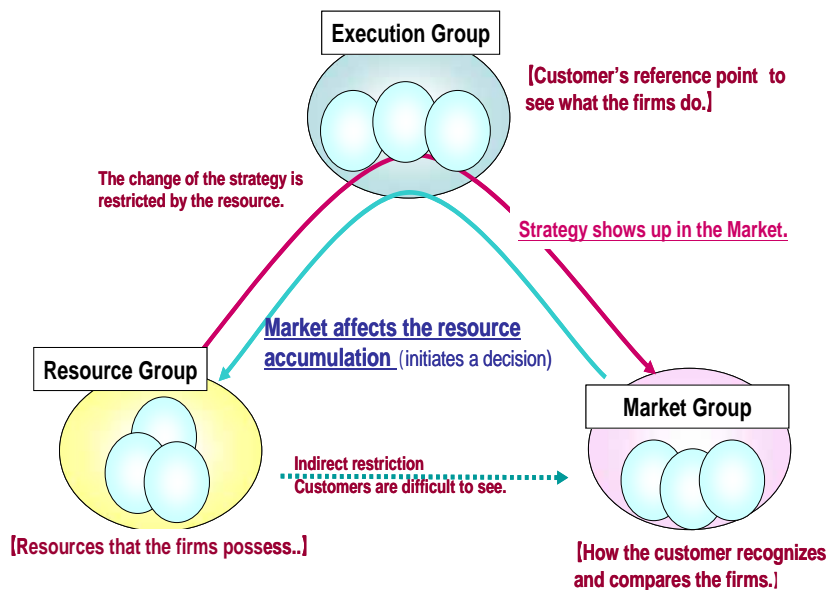 Execution Group
【Customer's reference point to
see what the firms do.】
The change of the strategy is
restricted by the resource.
Strategy shows up in the Market.
Market affects the resource
accumulation (initiates a decision)
Resource Group
Market Group
Indirect restriction
Customers are difficult to see.
【Resources that the firms possess..】
【How the customer recognizes
and compares the firms.】